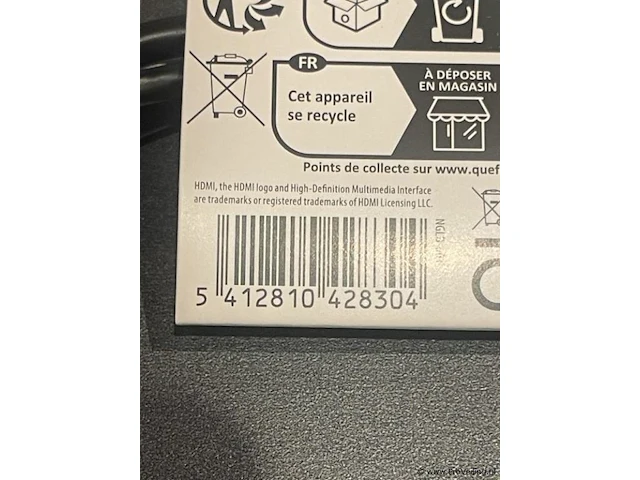 FR
Cet appareil
se recycle
À DÉPOSER
EN MAGASIN
Points de collecte sur www.quef
HDMI, the HDMI logo and High-Definition Multimedia Interface
are trademarks or registered trademarks of HDMI Licensing LLC.
5 412810 428304